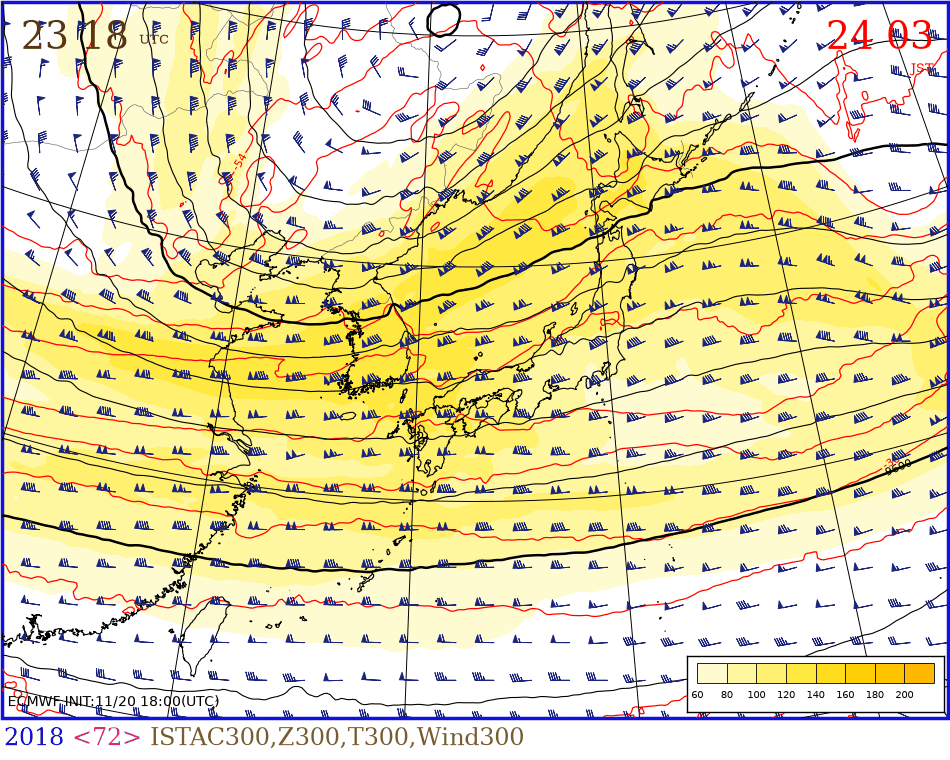 23 18 UTC
24 03
JST
-54
9600
60 80 100 120 140 160 180 200
ECMWF INIT:11/20 18:00(UTC)
2018 <72> ISTAC300,Z300,T300,Wind300